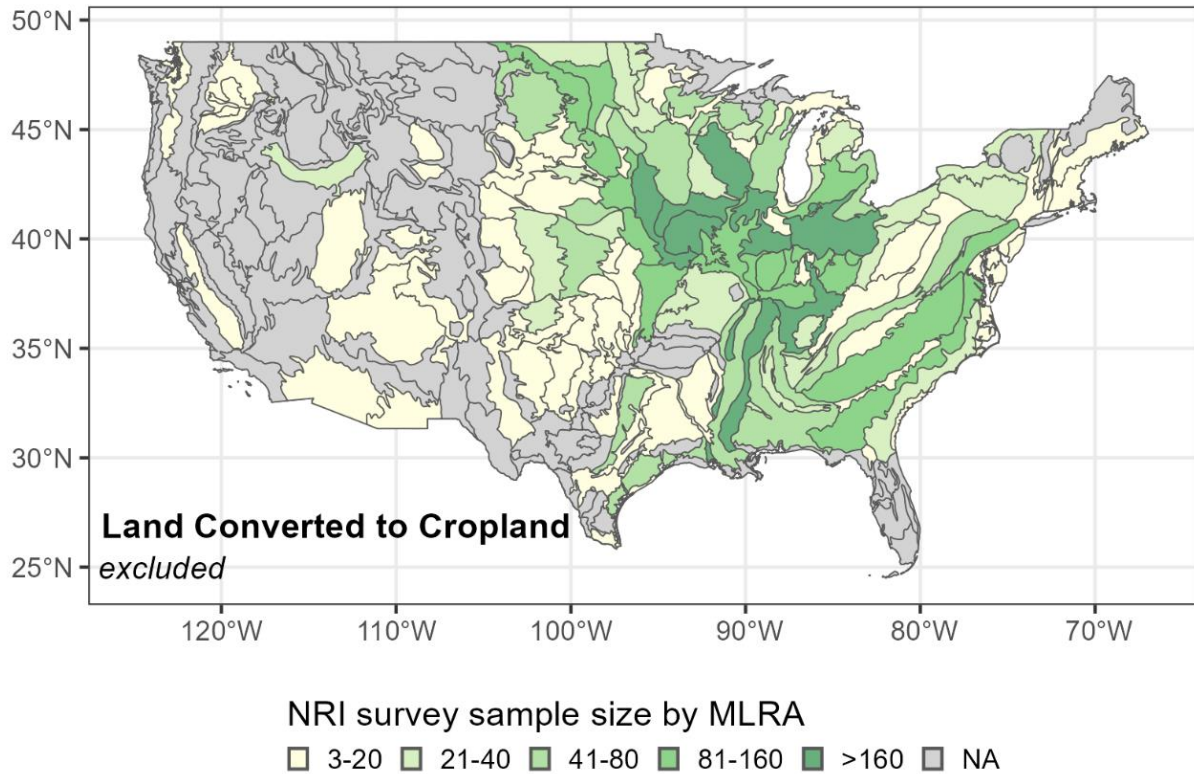 50°N
45°N
40°N
35°N
30°N
25°N
Land Converted to Cropland
excluded
120°W 110°W 100°W 90°W 80°W 70°W
NRI survey sample size by MLRA
3-20 21-40 41-80 81-160 >160 NA